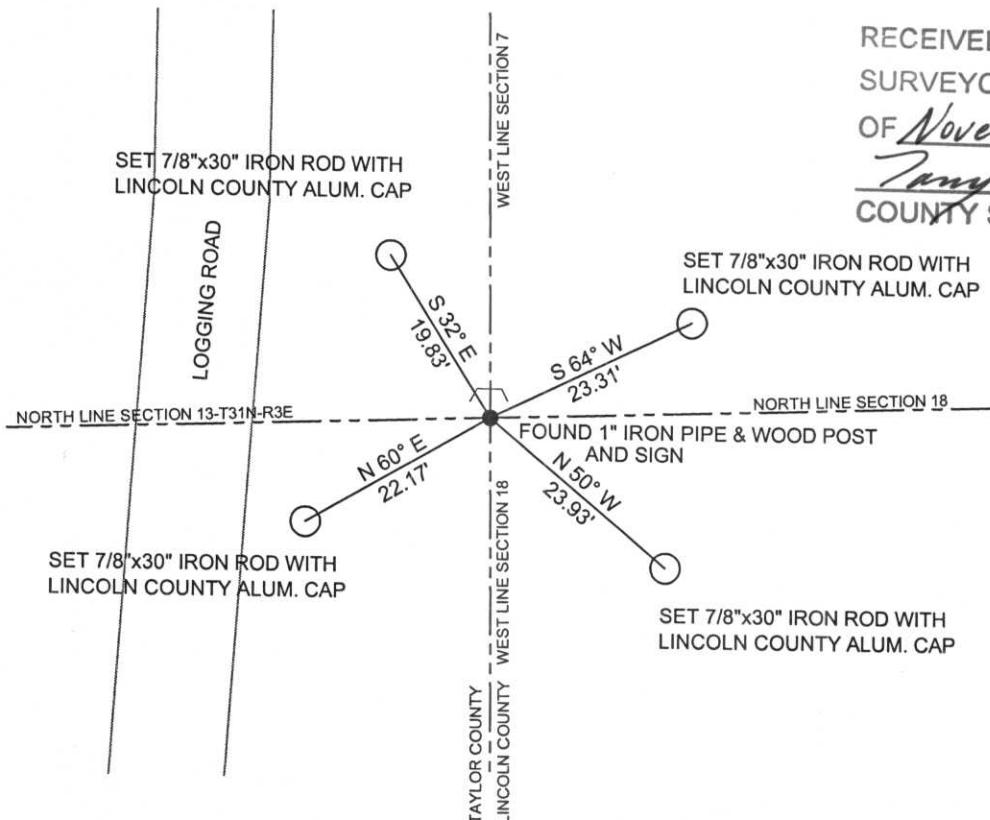 RECEIVE
SURVEYO
OF Nove
COUNTY S
WEST LINE SECTION 7
SET 7/8"x30" IRON ROD WITH
LINCOLN COUNTY ALUM. CAP
LOGGING ROAD
SET 7/8"x30" IRON ROD WITH
LINCOLN COUNTY ALUM. CAP
S 32° E
19.83'
S 64° W
23.31'
NORTH LINE SECTION 13-T31N-R3E
NORTH LINE SECTION 18
FOUND 1" IRON PIPE & WOOD POST
AND SIGN
N 60° E
22.17'
N 50° W
23.93'
SET 7/8"x30" IRON ROD WITH
LINCOLN COUNTY ALUM. CAP
WEST LINE SECTION 18
SET 7/8"x30" IRON ROD WITH
LINCOLN COUNTY ALUM. CAP
TAYLOR COUNTY
LINCOLN COUNTY